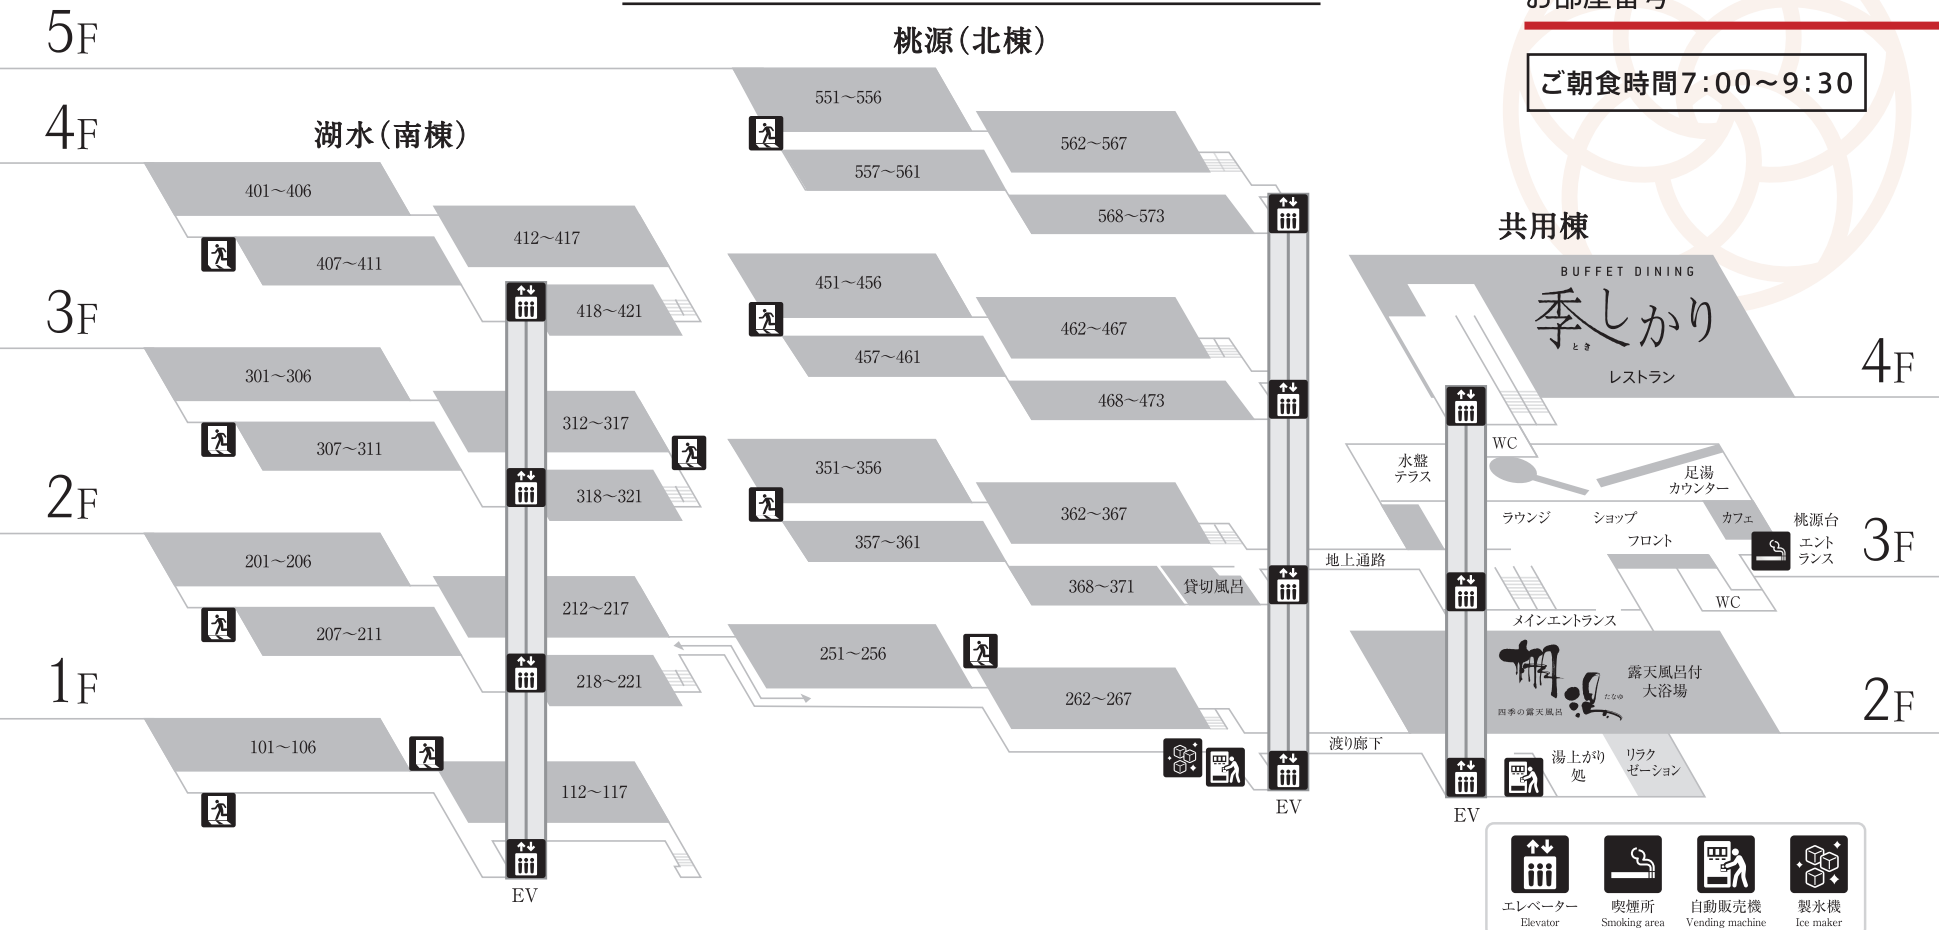 5F
桃源（北棟）
ご朝食時間7:00～9:30
551～556
4F
湖水（南棟）
562～567
557～561
401～406
568～573
412～417
共用棟
407～411
BUFFET DINING
季しかり
とき
レストラン
451～456
3F
418～421
462～467
457～461
4F
301～306
468～473
312～317
307～311
WC
水盤
テラス
足湯
カウンター
351～356
2F
318～321
362～367
ラウンジ
ショップ
カフェ
桃源台
エント
ランス
フロント
3F
357～361
地上通路
201～206
368～371
貸切風呂
WC
212～217
メインエントランス
207～211
251～256
露天風呂付
大浴場
たなゆ
四季の露天風呂
1F
218～221
262～267
2F
101～106
渡り廊下
湯上がり
処
リラク
ゼーション
112～117
EV
EV
EV
エレベーター
Elevator
喫煙所
Smoking area
自動販売機
Vending machine
製氷機
Ice maker